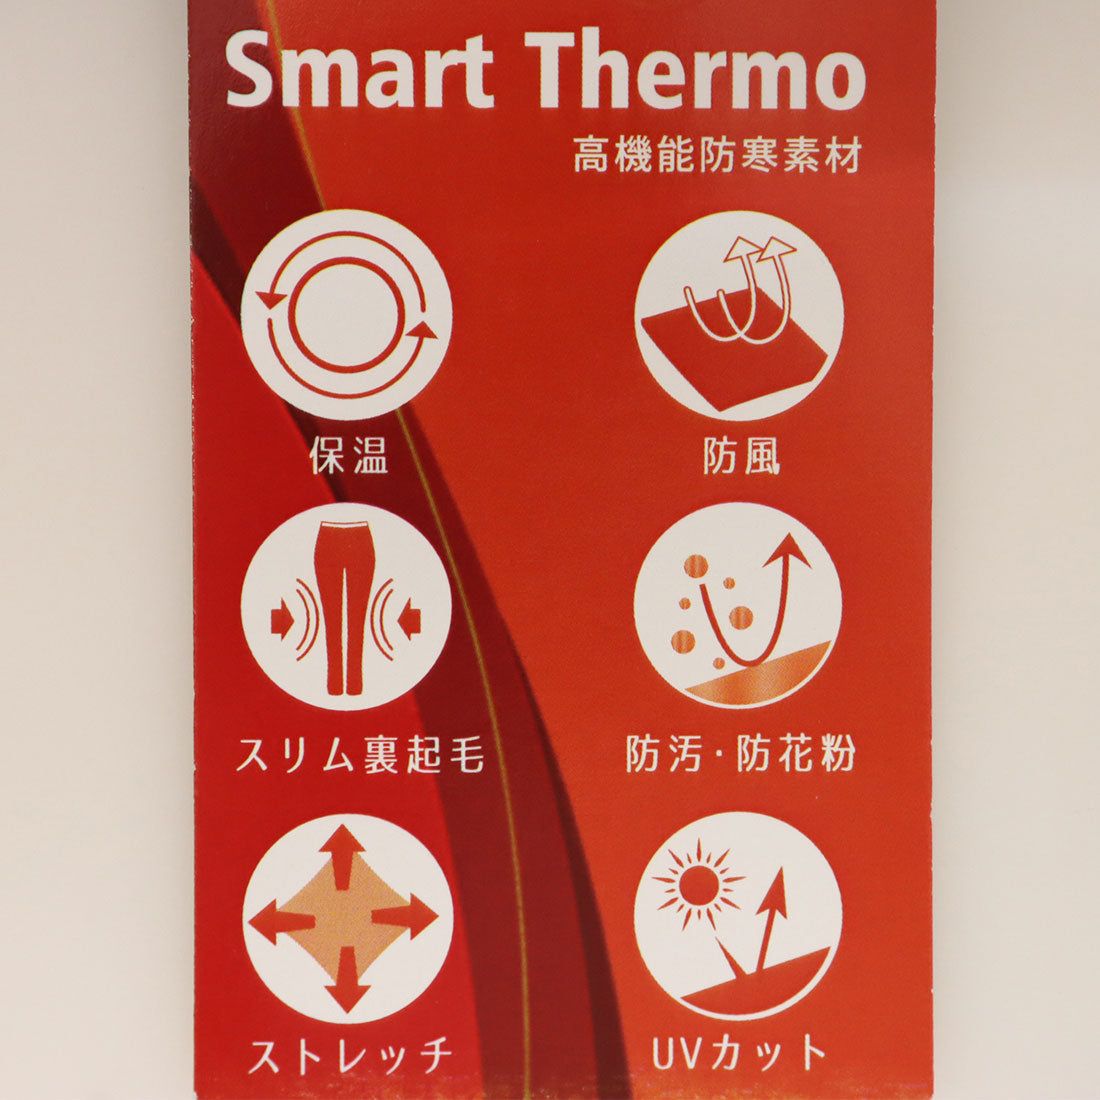 Smart Thermo
高機能防寒素材
保温
防風
スリム裏起毛
防汚・防花粉
ストレッチ
UVカット